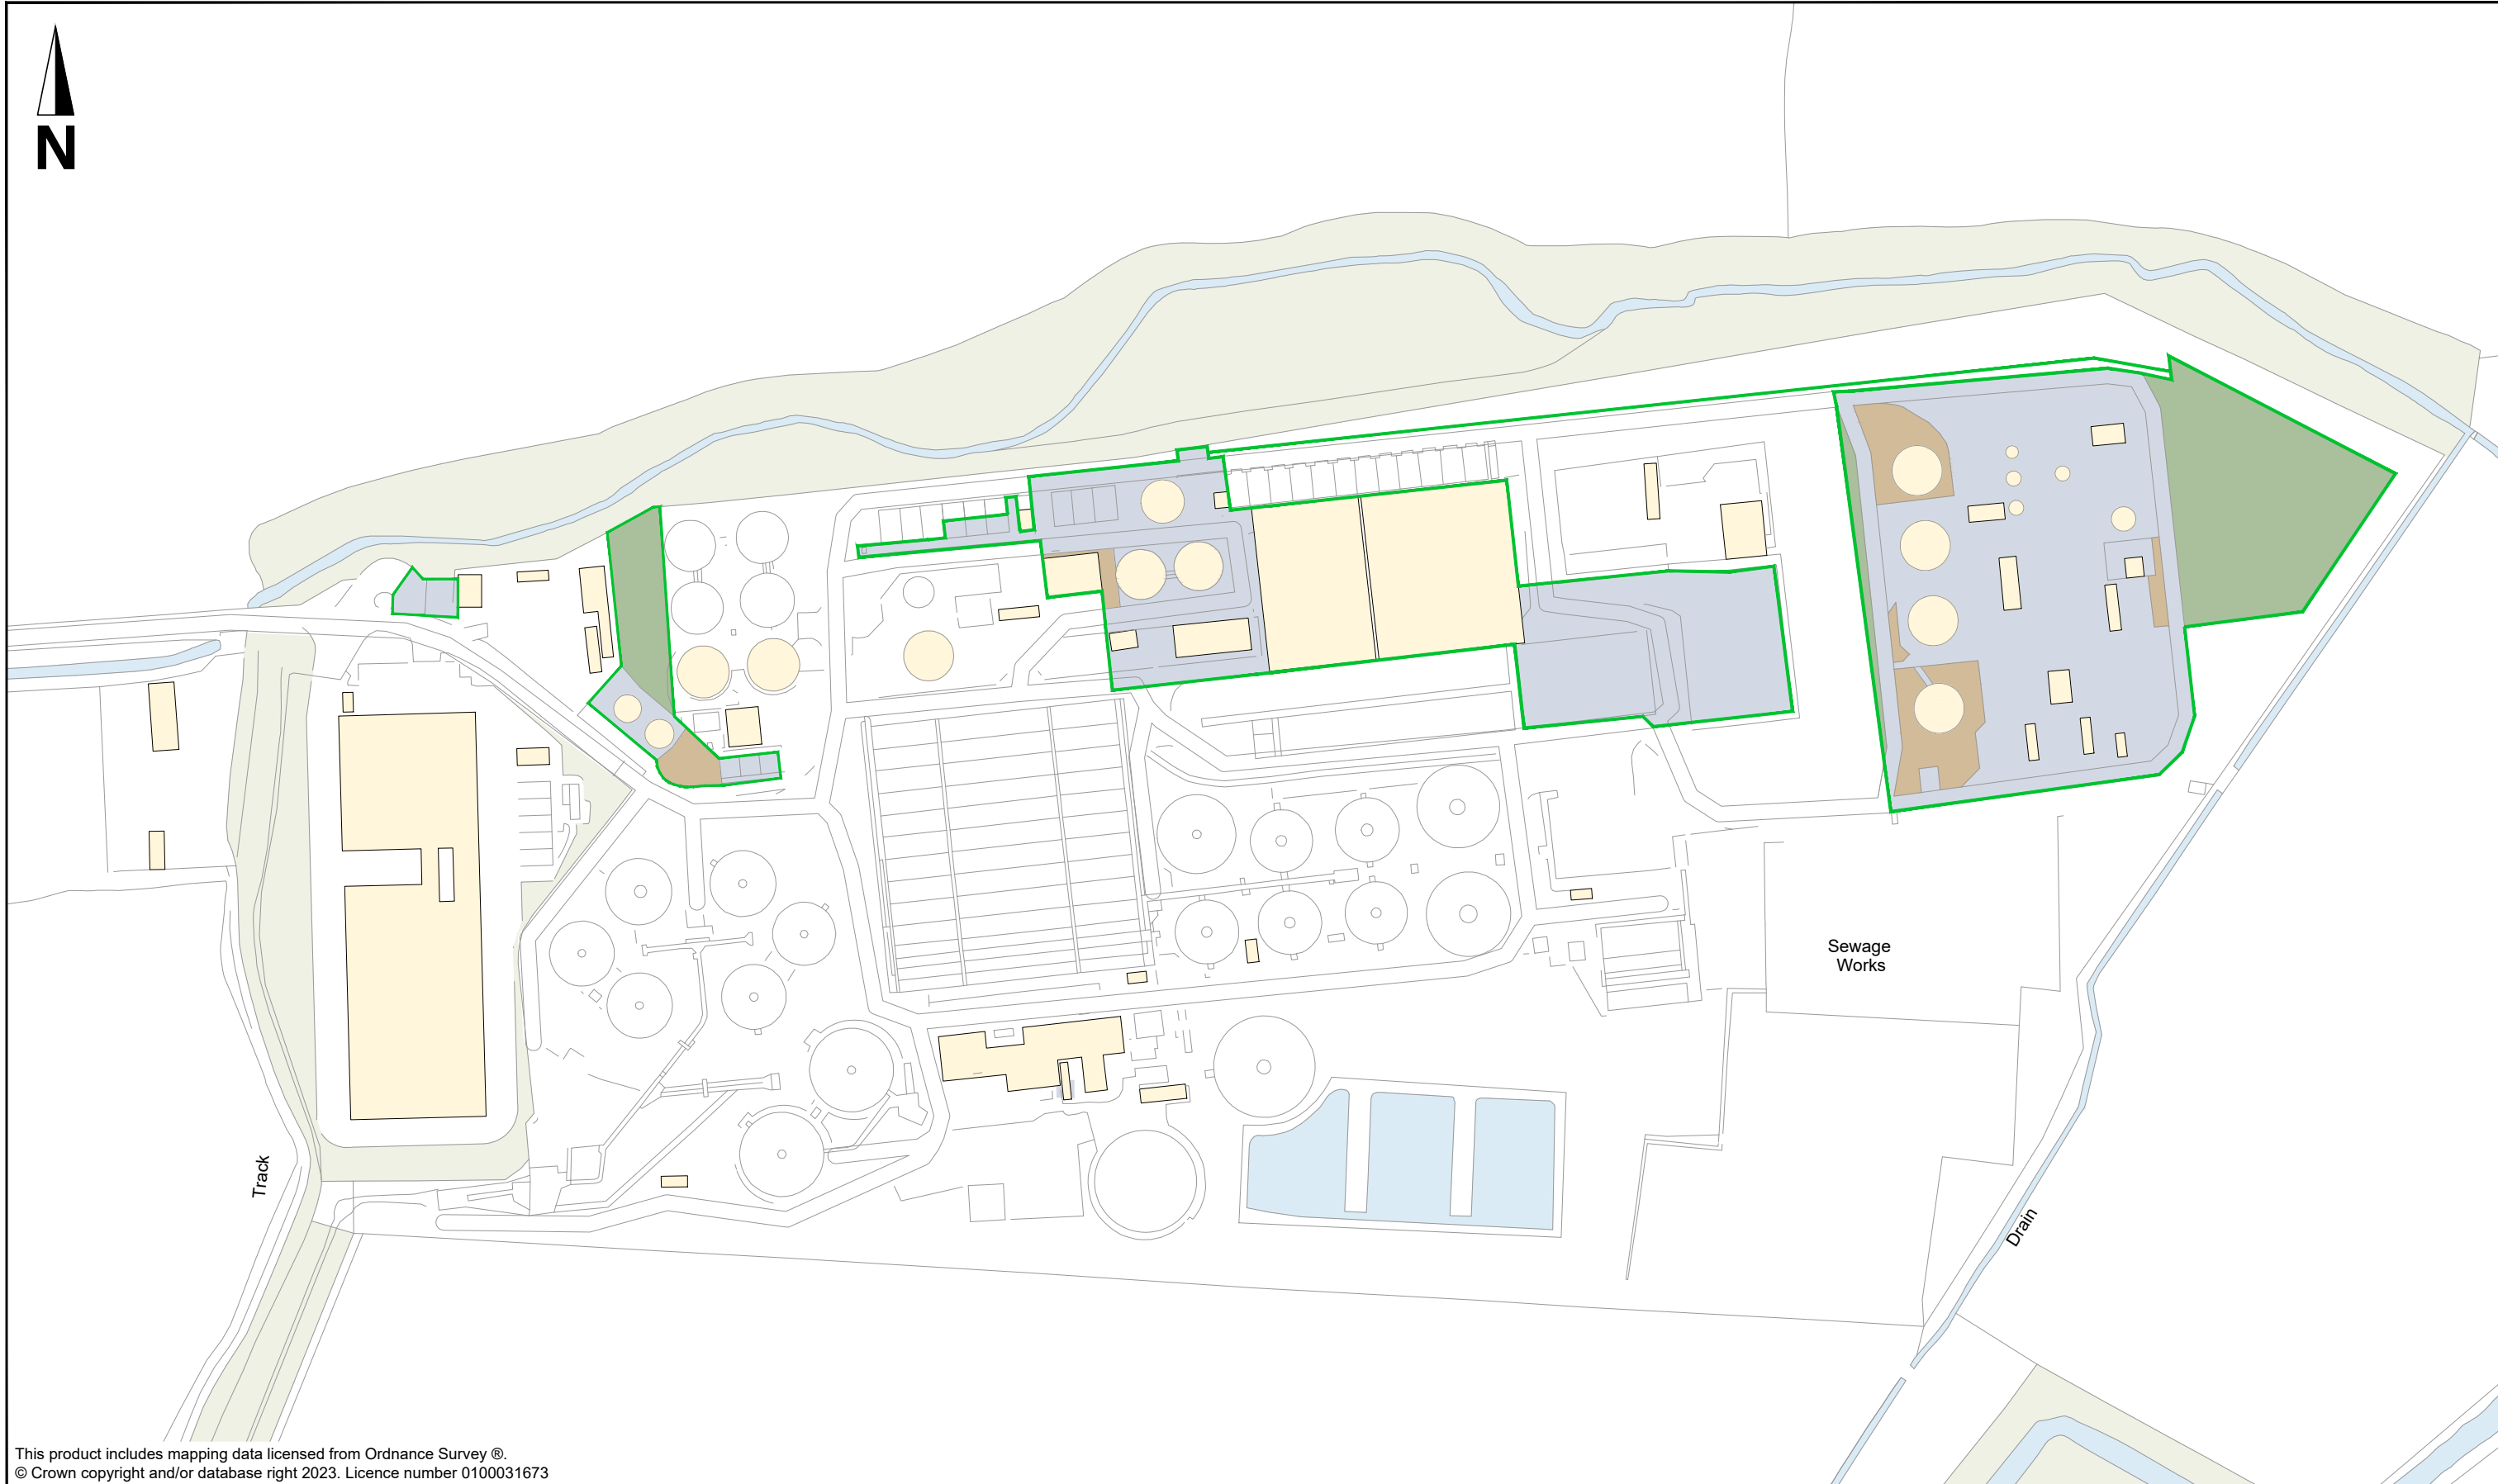 N
Sewage
Works
Track
Drain
This product includes mapping data licensed from Ordnance Survey ®.
© Crown copyright and/or database right 2023. Licence number 0100031673